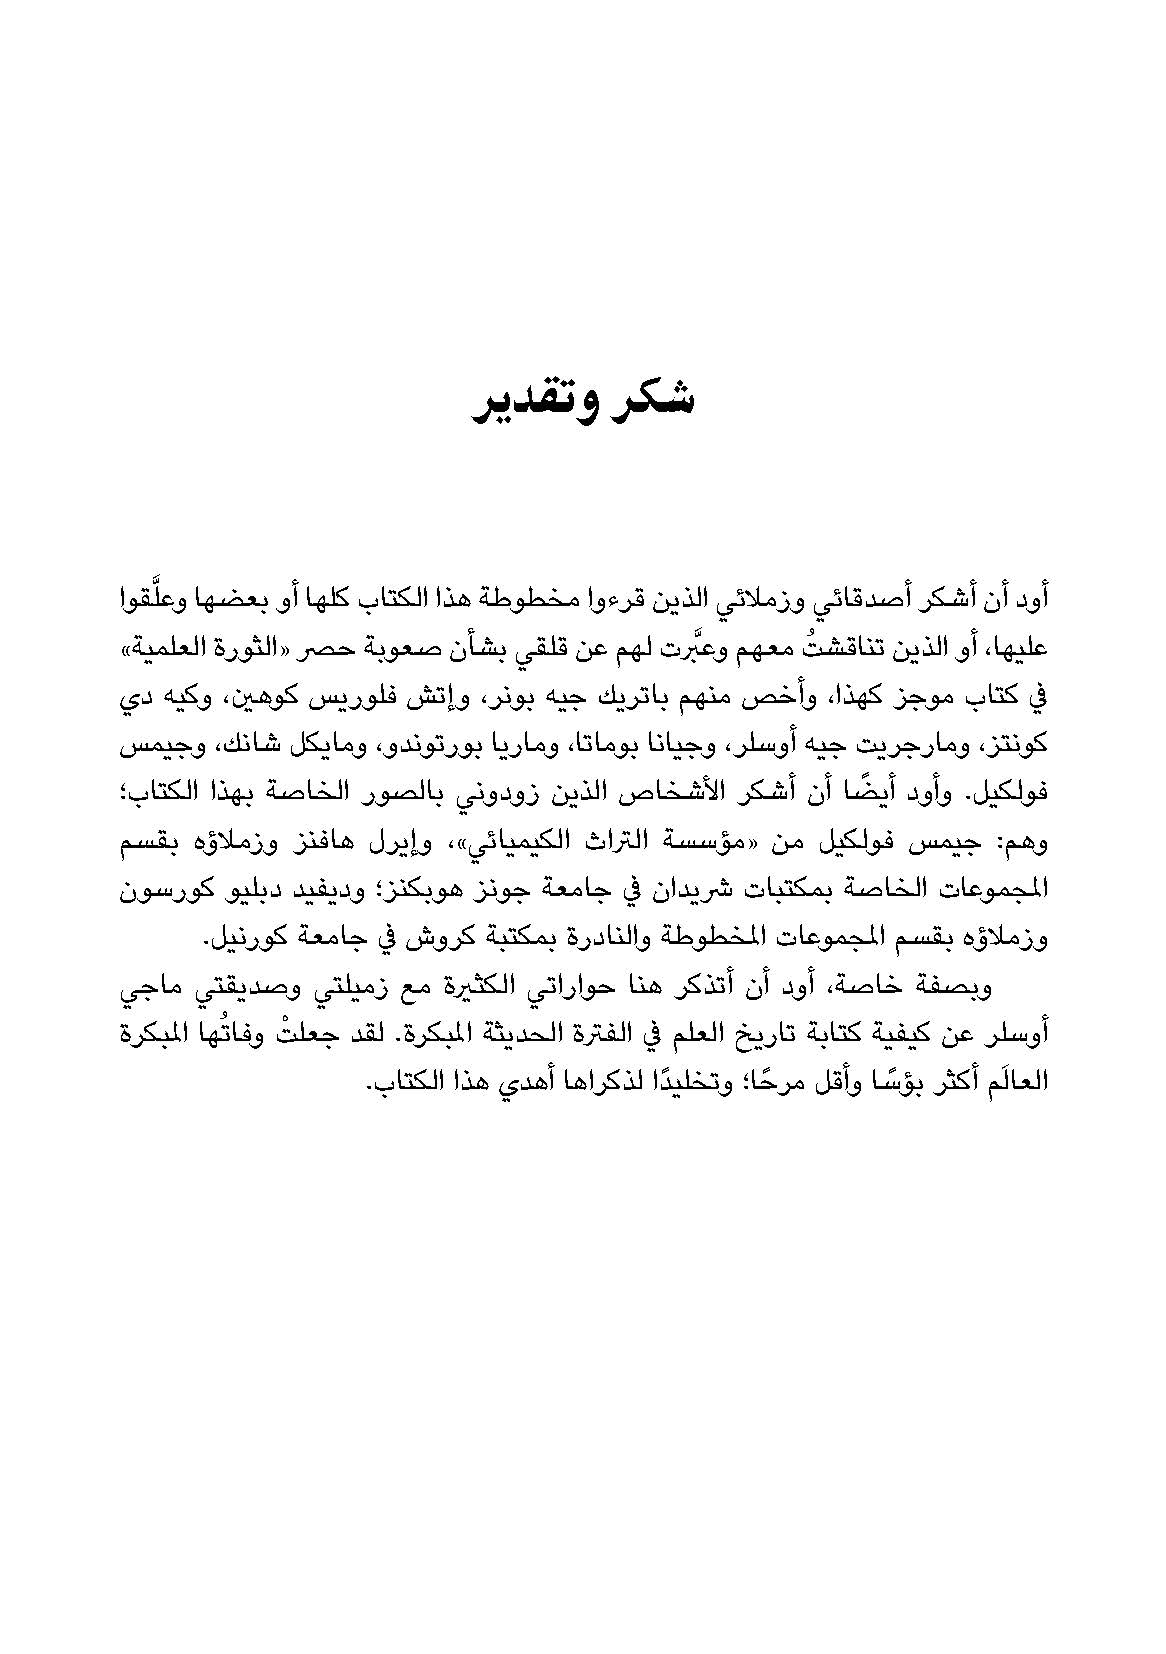 شكر وتقدير
أود أن أشكر أصدقائي وزملائي الذين قرءوا مخطوطة هذا الكتاب كلها أو بعضها وعلَّقوا
عليها، أو الذين تناقشتُ معهم وعبَّرت لهم عن قلقي بشأن صعوبة حصر «الثورة العلمية»
في كتاب موجز كهذا، وأخص منهم باتريك جيه بونر، وإتش فلوريس كوهين، وكيه دي
كونتز، ومارجريت جيه أوسلر، وجيانا بوماتا، وماريا بورتوندو، ومايكل شانك، وجيمس
فولكيل. وأود أيضًا أن أشكر الأشخاص الذين زودوني بالصور الخاصة بهذا الكتاب؛
وهم: جيمس فولكيل من «مؤسسة التراث الكيميائي»، وإيرل هافنز وزملاؤه بقسم
المجموعات الخاصة بمكتبات شريدان في جامعة جونز هوبكنز؛ وديفيد دبليو كورسون
وزملاؤه بقسم المجموعات المخطوطة والنادرة بمكتبة كروش في جامعة كورنيل.
وبصفة خاصة، أود أن أتذكر هنا حواراتي الكثيرة مع زميلتي وصديقتي ماجي
أوسلر عن كيفية كتابة تاريخ العلم في الفترة الحديثة المبكرة. لقد جعلتْ وفاتُها المبكرة
العالَم أكثر بؤسًا وأقل مرحًا؛ وتخليدًا لذكراها أهدي هذا الكتاب.